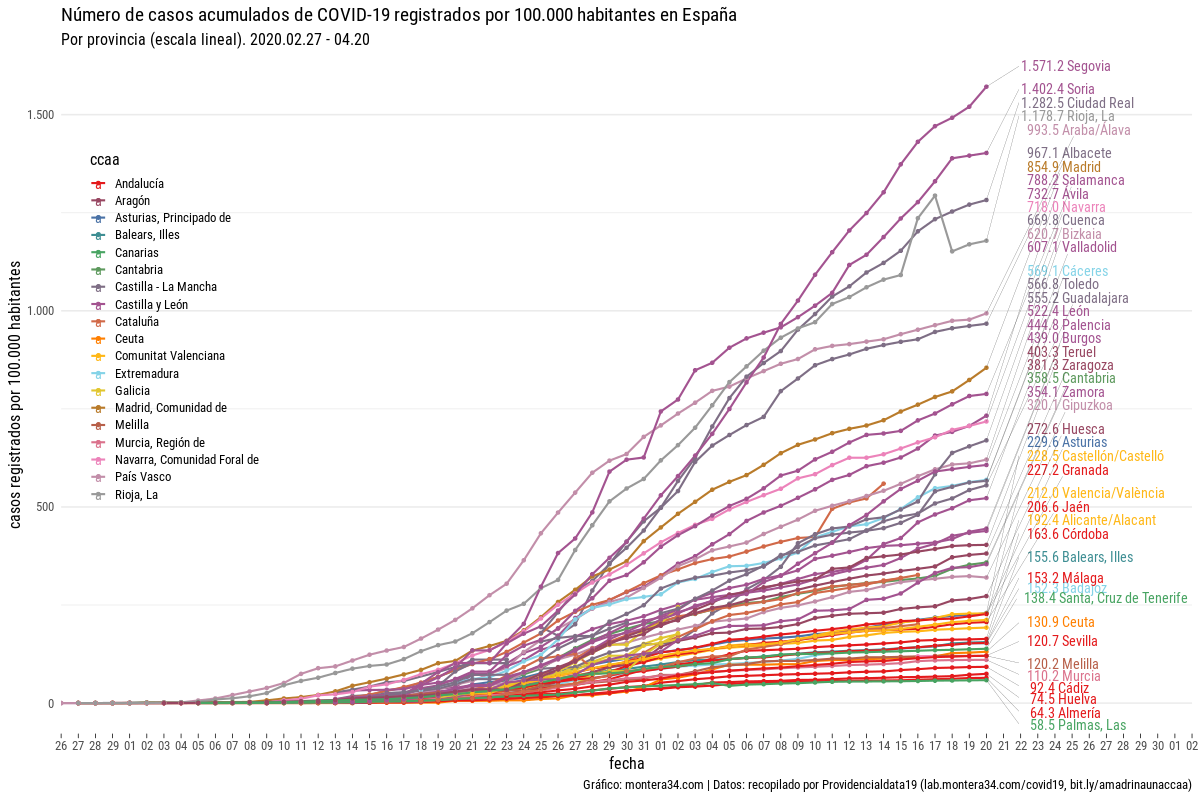 Número de casos acumulados de COVID-19 registrados por 100.000 habitantes en España
Por provincia (escala lineal). 2020.02.27 - 04.20
casos registrados por 100.000 habitantes
1.500
1.000
500
0
ccaa
Andalucía
Aragón
Asturias, Principado de
Balears, Illes
Canarias
Cantabria
Castilla - La Mancha
Castilla y León
Cataluña
Ceuta
Comunitat Valenciana
Extremadura
Galicia
Madrid, Comunidad de
Melilla
Murcia, Región de
Navarra, Comunidad Foral de
País Vasco
Rioja, La
1.571.2 Segovia
1.402.4 Soria
1.282.5 Ciudad Real
1.178.7 Rioja, La
993.5 Araba/Álava
967.1 Albacete
854.9 Madrid
788.2 Salamanca
732.7 Ávila
718.0 Navarra
669.8 Cuenca
620.7 Bizkaia
607.1 Valladolid
569.1 Cáceres
566.8 Toledo
555.2 Guadalajara
522.4 León
444.8 Palencia
439.0 Burgos
403.3 Teruel
381.3 Zaragoza
358.5 Cantabria
354.1 Zamora
320.1 Gipuzkoa
272.6 Huesca
229.6 Asturias
228.5 Castellón/Castelló
227.2 Granada
212.0 Valencia/València
206.6 Jaén
192.4 Alicante/Alacant
163.6 Córdoba
155.6 Balears, Illes
153.2 Málaga
152.3 Badajoz
138.4 Santa, Cruz de Tenerife
130.9 Ceuta
120.7 Sevilla
120.2 Melilla
110.2 Murcia
92.4 Cádiz
74.5 Huelva
64.3 Almería
58.5 Palmas, Las
26 27 28 29 01 02 03 04 05 06 07 08 09 10 11 12 13 14 15 16 17 18 19 20 21 22 23 24 25 26 27 28 29 30 31 01 02 03 04 05 06 07 08 09 10 11 12 13 14 15 16 17 18 19 20 21 22 23 24 25 26 27 28 29 30 01 02
fecha
Gráfico: montera34.com | Datos: recopilado por Providencialdata19 (lab.montera34.com/covid19, bit.ly/amadrinaunaccaa)